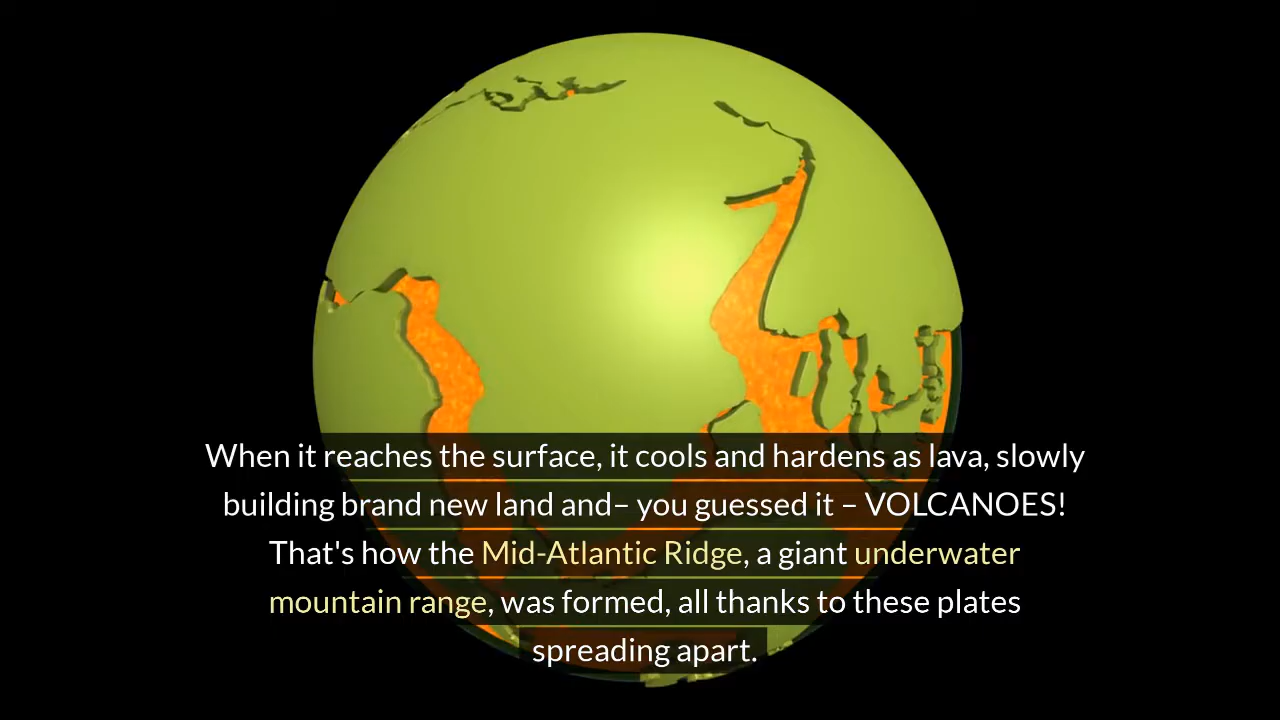 When it reaches the surface, it cools and hardens as lava, slowly
building brand new land and– you guessed it – VOLCANOES!
That's how the Mid-Atlantic Ridge, a giant underwater
mountain range, was formed, all thanks to these plates
spreading apart.